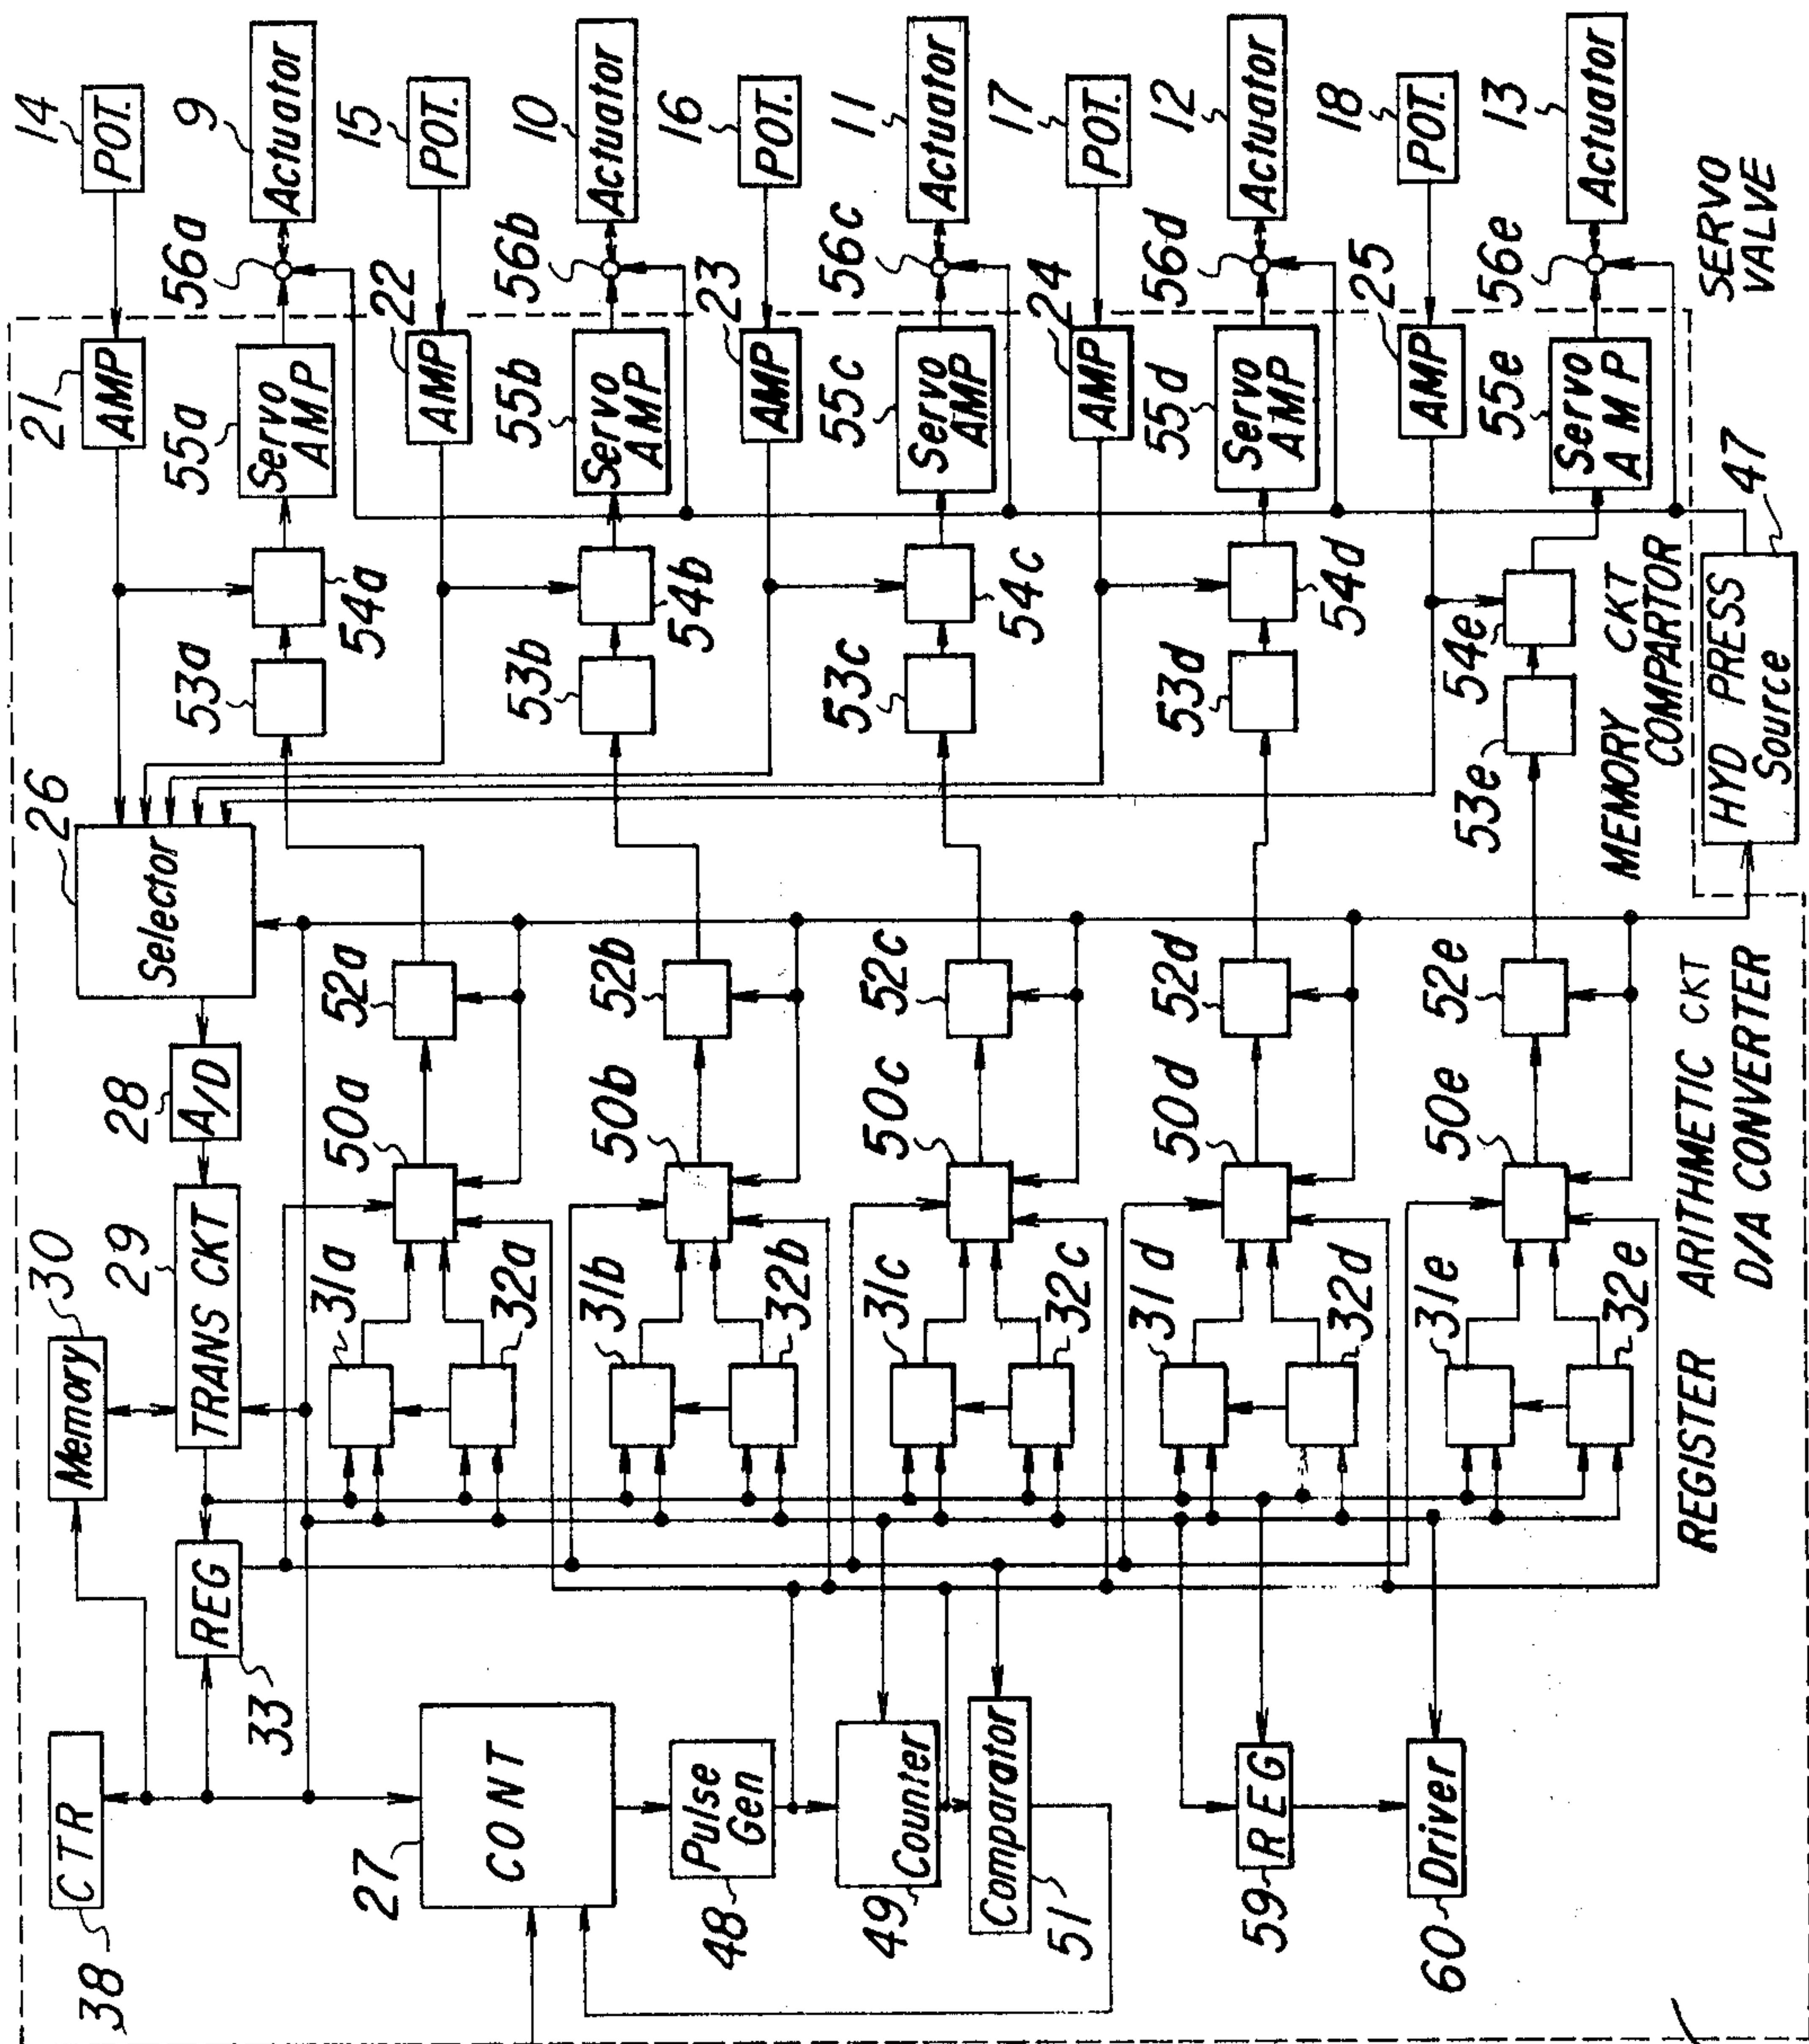 38
CTR
33
REG
30
Memory
29
TRANS CKT
28
A/D
26
Selector
21
AMP
14
POT.
27
CONT
31a
32a
50a
52a
53a
54a
55a
Servo
AMP
56a
9
Actuator
22
AMP
15
POT.
48
Pulse
Gen
31b
32b
50b
52b
53b
54b
55b
Servo
AMP
56b
10
Actuator
23
AMP
16
POT.
49
Counter
51
Comparator
31c
32c
50c
52c
53c
54c
55c
Servo
AMP
56c
11
Actuator
24
AMP
17
POT.
59
REG
31d
32d
50d
52d
53d
54d
55d
Servo
AMP
56d
12
Actuator
25
AMP
18
POT.
60
Driver
31e
32e
50e
52e
53e
54e
55e
Servo
AMP
56e
13
Actuator
REGISTER
ARITHMETIC CKT
D/A CONVERTER
MEMORY CKT
COMPARTOR
SERVO
VALVE
HYD PRESS
Source
47